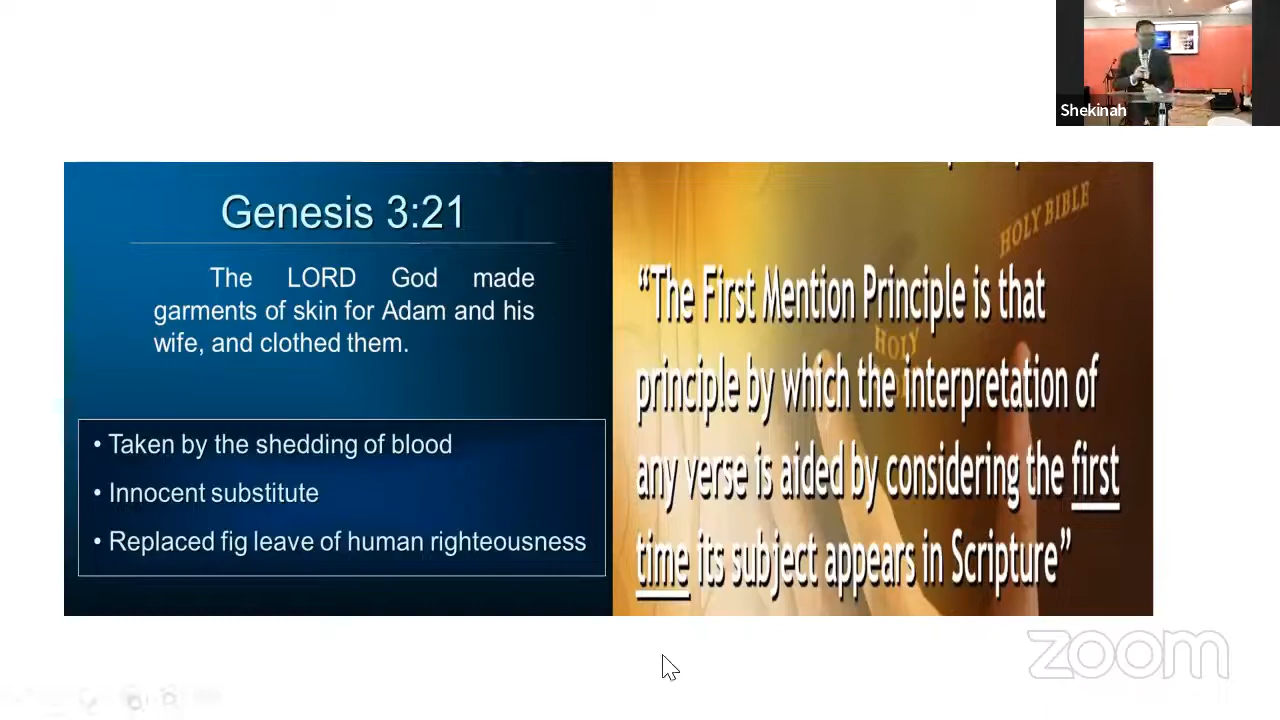 Shekinah
Genesis 3:21
The LORD God made
garments of skin for Adam and his
wife, and clothed them.
• Taken by the shedding of blood
• Innocent substitute
• Replaced fig leave of human righteousness
HOLY BIBLE
HOLY
“The First Mention Principle is that
principle by which the interpretation of
any verse is aided by considering the first
time its subject appears in Scripture”
zoom